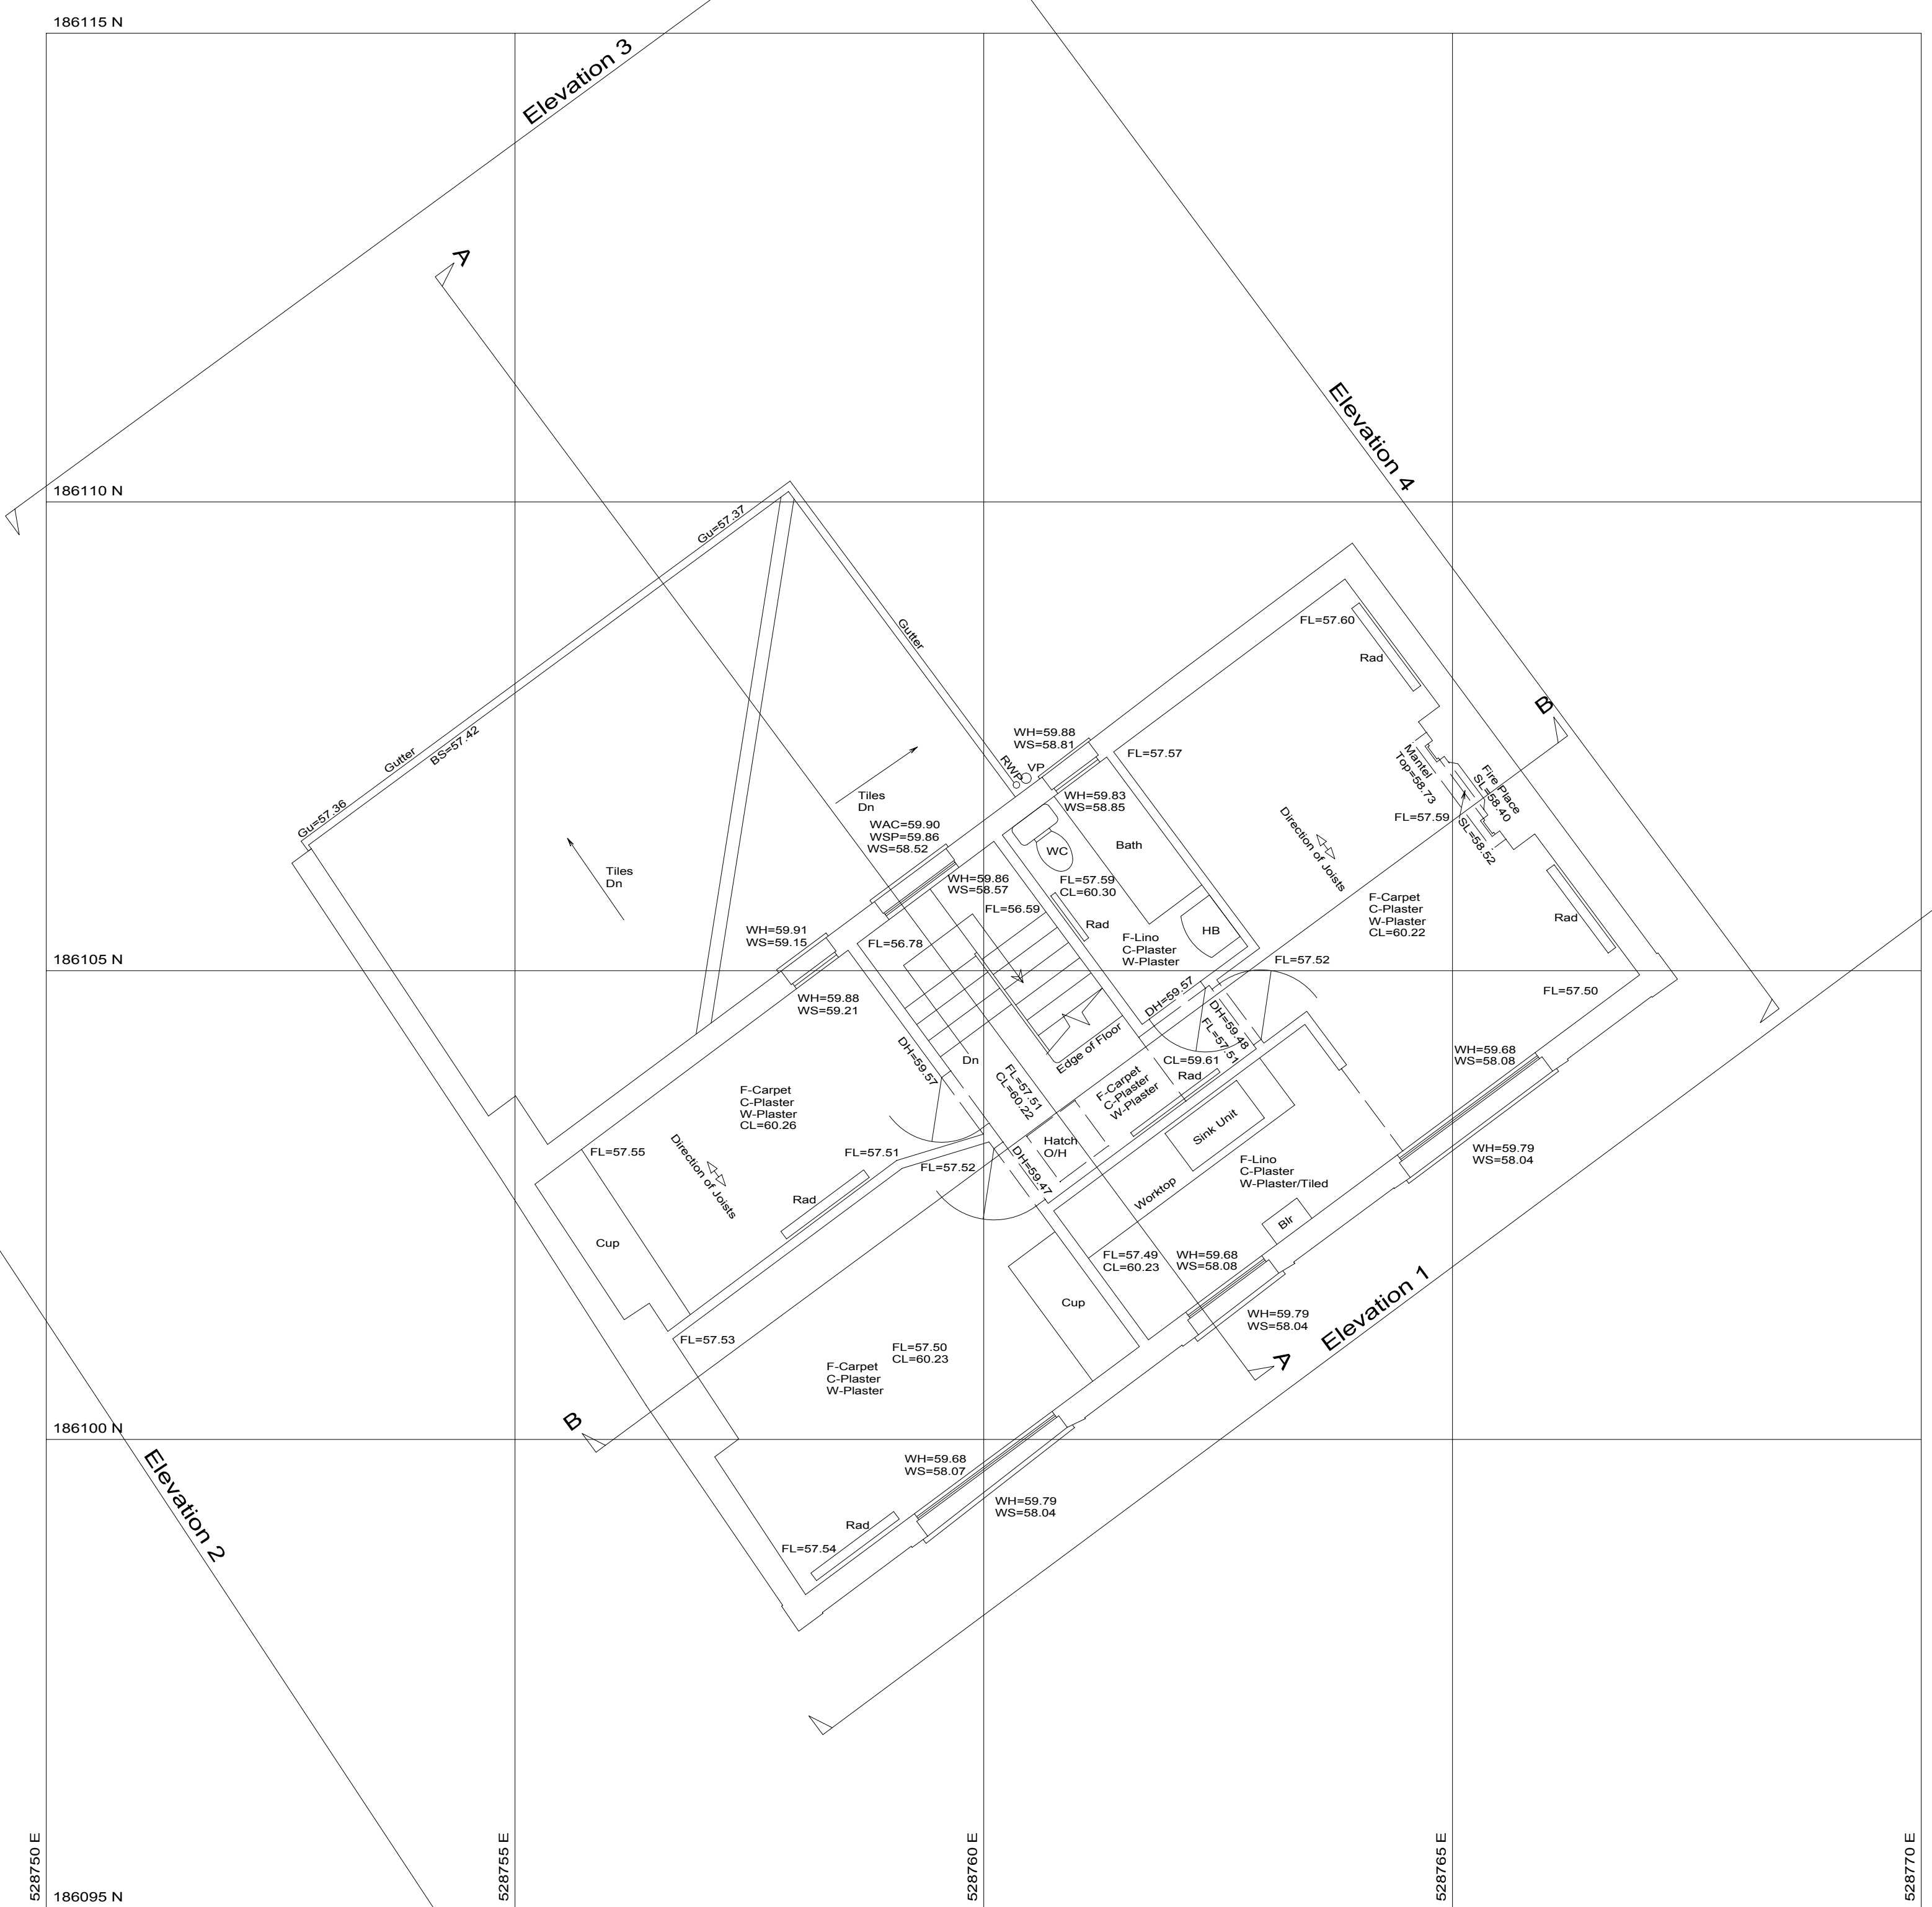 186115 N
Elevation 3
A
Elevation 4
186110 N
Gu=57.37
Gutter
FL=57.60
Rad
B
Gutter
BS=57.42
WH=59.88
WS=58.81
VP
RWP
FL=57.57
Mantel
Top=58.73
Fire Place
SL=58.40
Gu=57.36
Tiles
Dn
WH=59.83
WS=58.85
FL=57.59
SL=58.52
WAC=59.90
WSP=59.86
WS=58.52
WC
Bath
Direction of Joists
Tiles
Dn
WH=59.86
WS=58.57
FL=57.59
CL=60.30
F-Carpet
C-Plaster
W-Plaster
CL=60.22
FL=56.59
Rad
HB
Rad
WH=59.91
WS=59.15
FL=56.78
F-Lino
C-Plaster
W-Plaster
186105 N
FL=57.52
FL=57.50
WH=59.88
WS=59.21
DH=59.57
DH=59.48
FL=57.51
DH=59.57
Dn
Edge of Floor
CL=59.61
Rad
WH=59.68
WS=58.08
F-Carpet
C-Plaster
W-Plaster
CL=60.26
FL=57.51
CL=60.22
F-Carpet
C-Plaster
W-Plaster
Sink Unit
Hatch
O/H
FL=57.55
Direction of Joists
FL=57.51
FL=57.52
DH=59.47
F-Lino
C-Plaster
W-Plaster/Tiled
WH=59.79
WS=58.04
Rad
Worktop
Blr
Cup
FL=57.49
CL=60.23
WH=59.68
WS=58.08
Cup
WH=59.79
WS=58.04
Elevation 1
FL=57.53
FL=57.50
CL=60.23
F-Carpet
C-Plaster
W-Plaster
A
B
186100 N
WH=59.68
WS=58.07
WH=59.79
WS=58.04
Elevation 2
Rad
FL=57.54
528750 E
528755 E
528760 E
528765 E
528770 E
186095 N